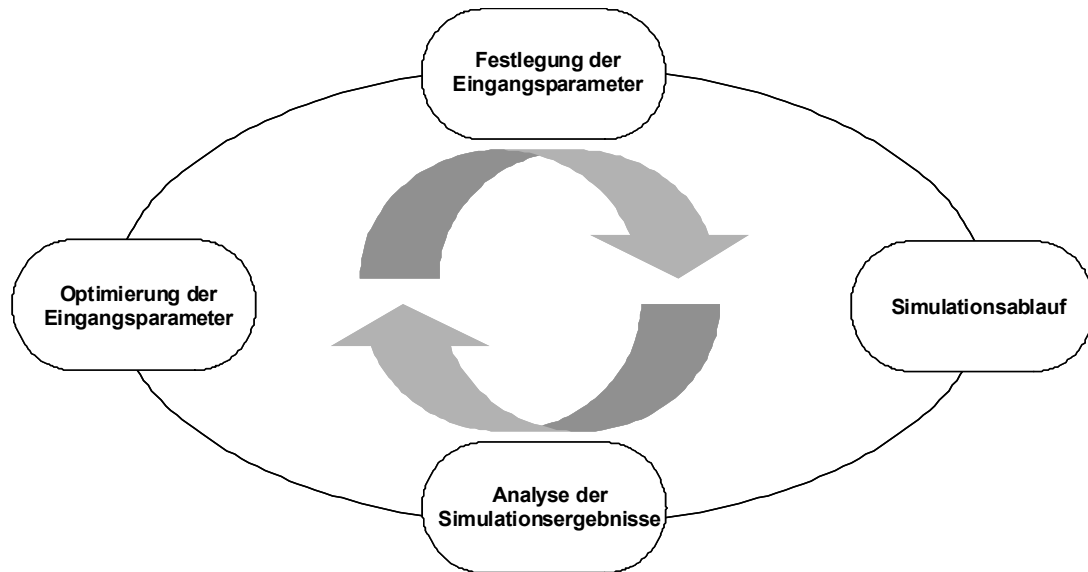 Festlegung der
Eingangsparameter
Optimierung der
Eingangsparameter
Simulationsablauf
Analyse der
Simulationsergebnisse